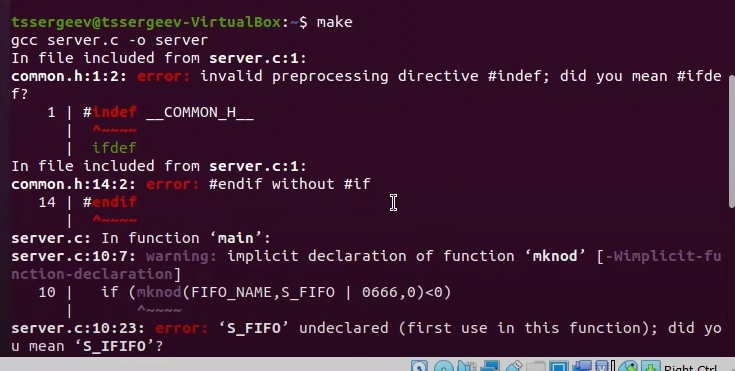 tssergeev@tssergeev-VirtualBox:~$ make
gcc server.c -o server
In file included from server.c:1:
common.h:1:2: error: invalid preprocessing directive #indef; did you mean #ifde
f?
    1 | #indef __COMMON_H__
      |  ^~~~~
      |  ifdef
In file included from server.c:1:
common.h:14:2: error: #endif without #if
   14 | #endif
      |  ^~~~~
server.c: In function ‘main’:
server.c:10:7: warning: implicit declaration of function ‘mknod’ [-Wimplicit-fu
nction-declaration]
   10 |   if (mknod(FIFO_NAME,S_FIFO | 0666,0)<0)
      |       ^~~~~
server.c:10:23: error: ‘S_FIFO’ undeclared (first use in this function); did yo
u mean ‘S_IFIFO’?
Right Ctrl